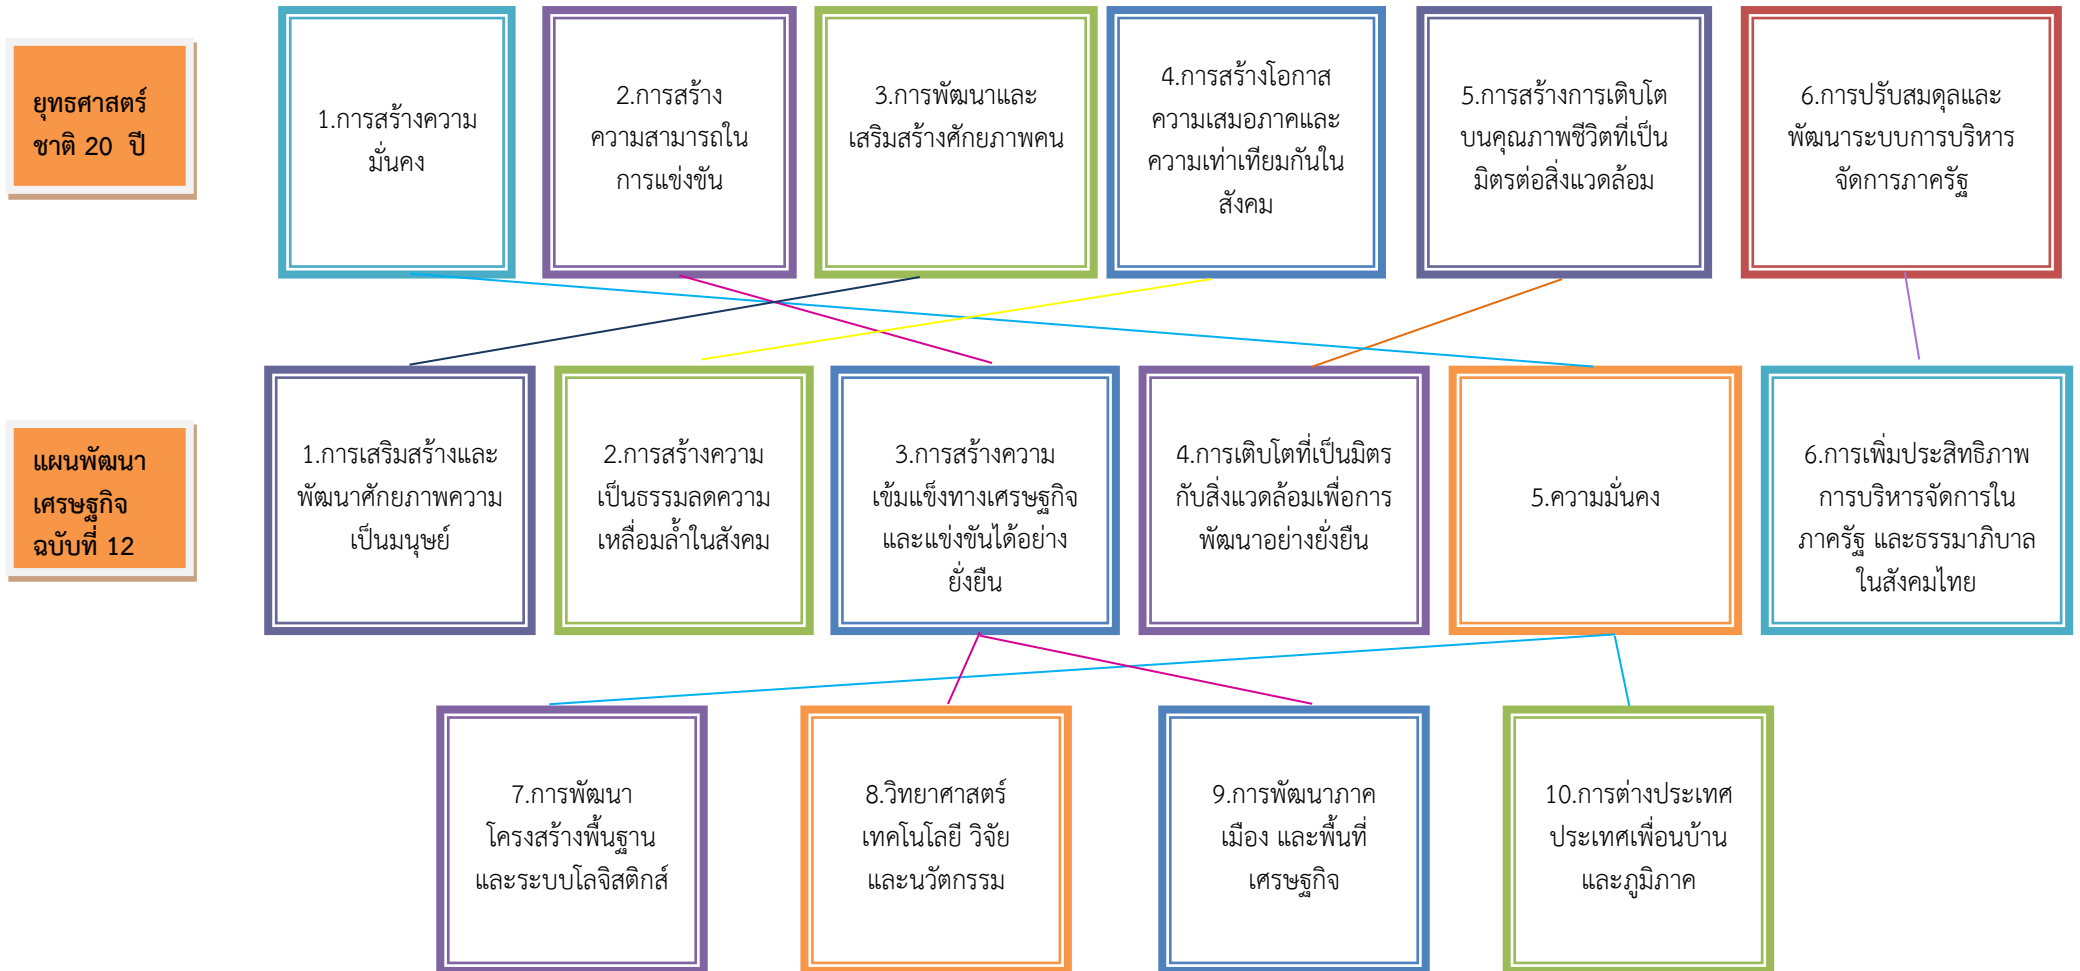 ยุทธศาสตร์
ชาติ 20 ปี
1.การสร้างความ
มั่นคง
2.การสร้าง
ความสามารถใน
การแข่งขัน
3.การพัฒนาและ
เสริมสร้างศักยภาพคน
4.การสร้างโอกาส
ความเสมอภาคและ
ความเท่าเทียมกันใน
สังคม
5.การสร้างการเติบโต
บนคุณภาพชีวิตที่เป็น
มิตรต่อสิ่งแวดล้อม
6.การปรับสมดุลและ
พัฒนาระบบการบริหาร
จัดการภาครัฐ
แผนพัฒนา
เศรษฐกิจ
ฉบับที่ 12
1.การเสริมสร้างและ
พัฒนาศักยภาพความ
เป็นมนุษย์
2.การสร้างความ
เป็นธรรมลดความ
เหลื่อมล้ำในสังคม
3.การสร้างความ
เข้มแข็งทางเศรษฐกิจ
และแข่งขันได้อย่าง
ยั่งยืน
4.การเติบโตที่เป็นมิตร
กับสิ่งแวดล้อมเพื่อการ
พัฒนาอย่างยั่งยืน
5.ความมั่นคง
6.การเพิ่มประสิทธิภาพ
การบริหารจัดการใน
ภาครัฐ และธรรมาภิบาล
ในสังคมไทย
7.การพัฒนา
โครงสร้างพื้นฐาน
และระบบโลจิสติกส์
8.วิทยาศาสตร์
เทคโนโลยี วิจัย
และนวัตกรรม
9.การพัฒนาภาค
เมือง และพื้นที่
เศรษฐกิจ
10.การต่างประเทศ
ประเทศเพื่อนบ้าน
และภูมิภาค